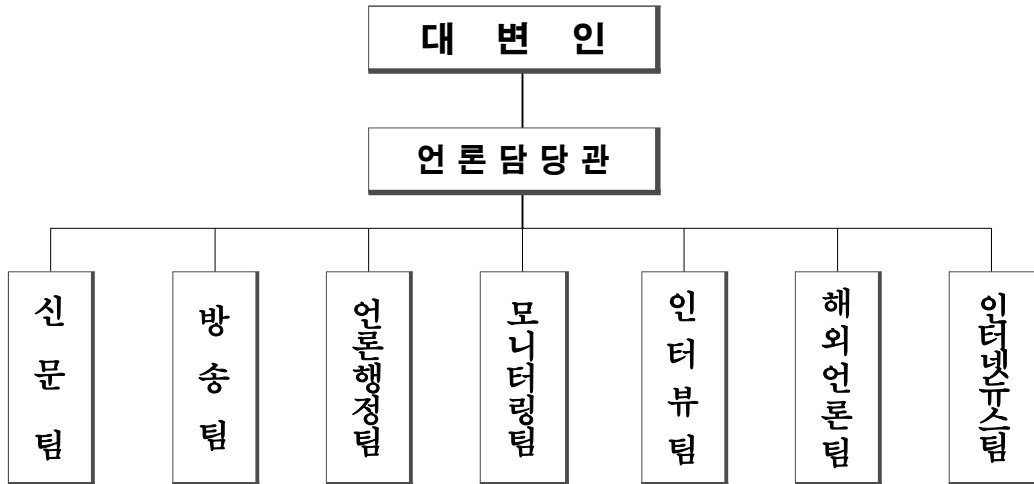 대 변 인
언 론 담 당 관
신 문 팀
방 송 팀
언론행정팀
모니터링팀
인 터 뷰 팀
해외언론팀
인터넷뉴스팀